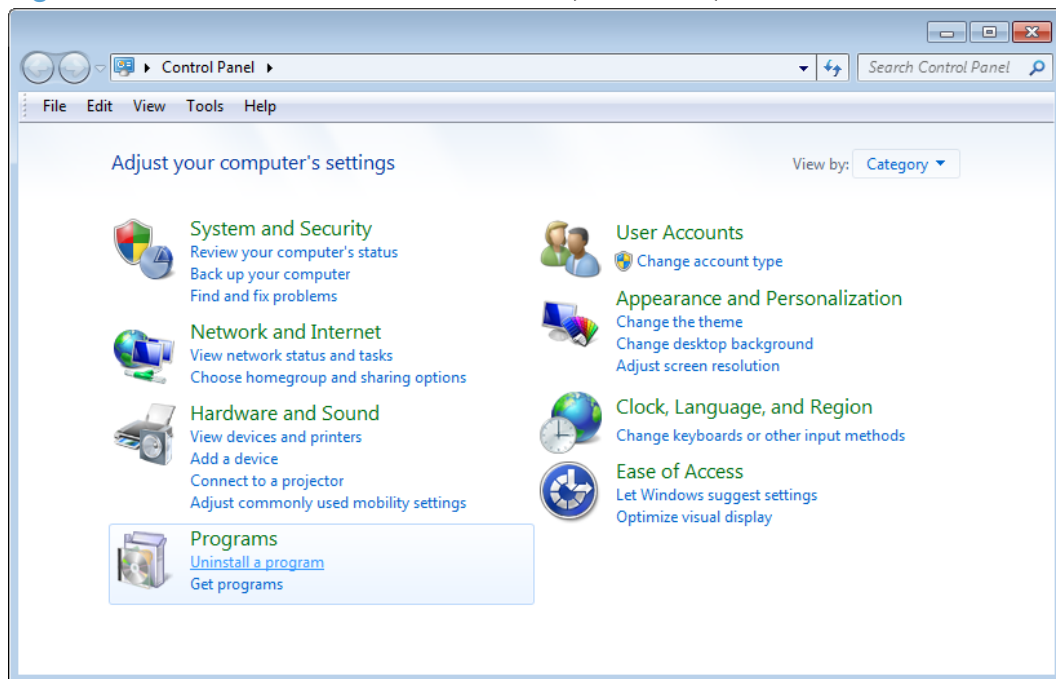 Control Panel
Search Control Panel
File Edit View Tools Help
Adjust your computer's settings
View by: Category
System and Security
Review your computer's status
Back up your computer
Find and fix problems
Network and Internet
View network status and tasks
Choose homegroup and sharing options
Hardware and Sound
View devices and printers
Add a device
Connect to a projector
Adjust commonly used mobility settings
Programs
Uninstall a program
Get programs
User Accounts
Change account type
Appearance and Personalization
Change the theme
Change desktop background
Adjust screen resolution
Clock, Language, and Region
Change keyboards or other input methods
Ease of Access
Let Windows suggest settings
Optimize visual display